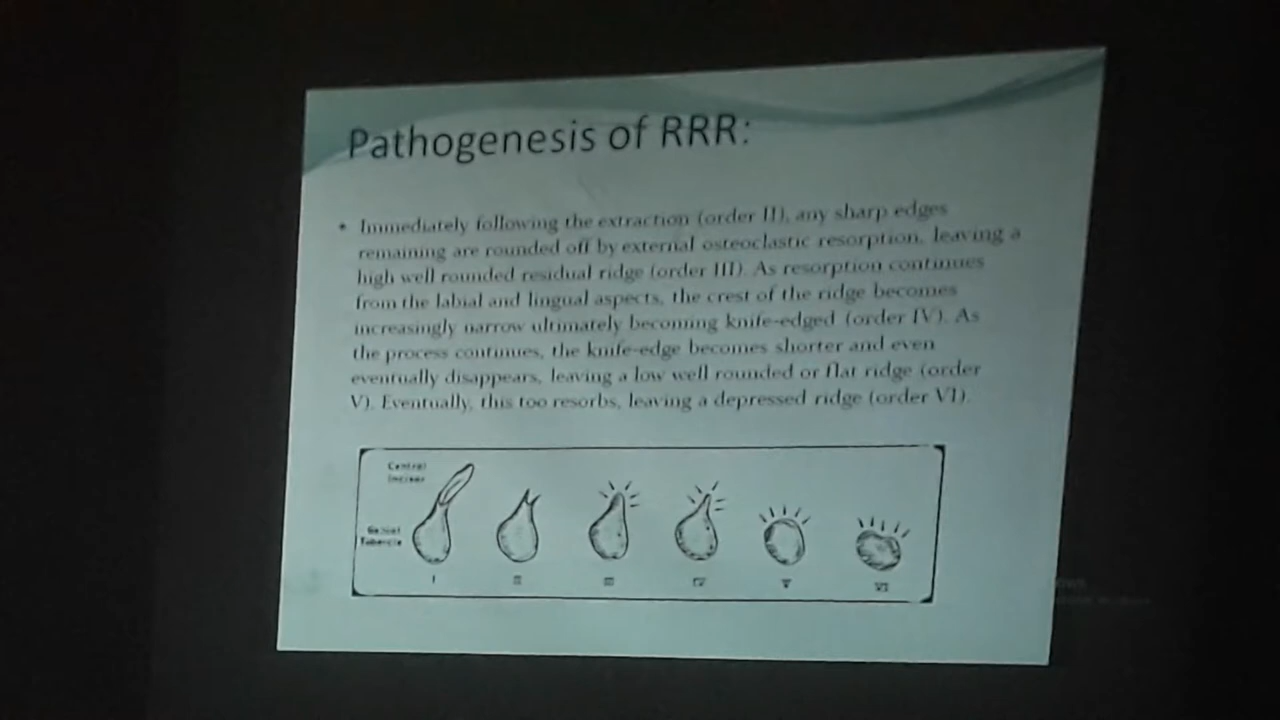 Pathogenesis of RRR:
• Immediately following the extraction (order II), any sharp edges
remaining are rounded off by external osteoclastic resorption, leaving a
high well rounded residual ridge (order III). As resorption continues
from the labial and lingual aspects, the crest of the ridge becomes
increasingly narrow ultimately becoming knife-edged (order IV). As
the process continues, the knife-edge becomes shorter and even
eventually disappears, leaving a low well rounded or flat ridge (order
V). Eventually, this too resorbs, leaving a depressed ridge (order VI).
Central
Incisor
Tubercle
I II III IV V VI